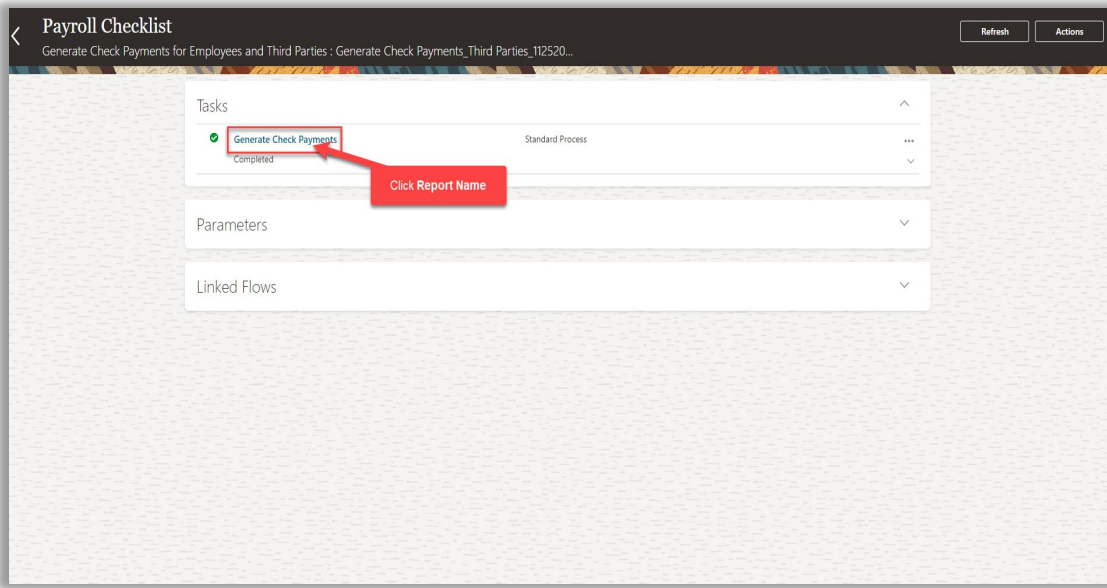 Payroll Checklist
Generate Check Payments for Employees and Third Parties : Generate Check Payments_Third Parties_112520...
Refresh
Actions
Tasks
Generate Check Payments
Standard Process
Completed
Click Report Name
Parameters
Linked Flows